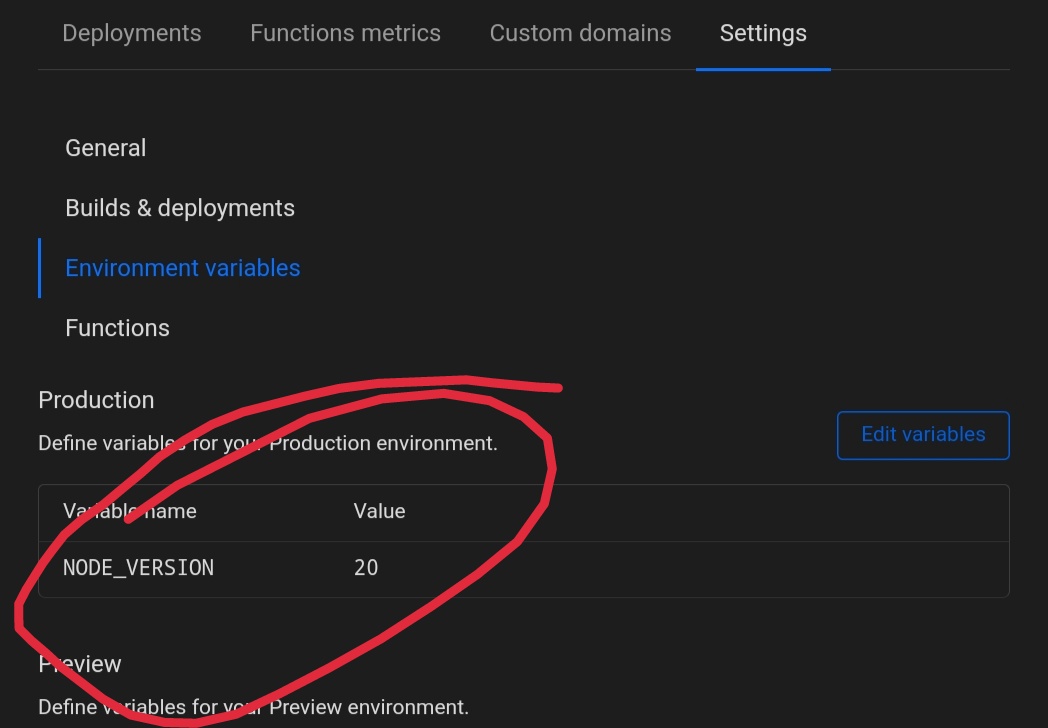 Deployments Functions metrics Custom domains Settings
General
Builds & deployments
Environment variables
Functions
Production
Define variables for your Production environment.
Edit variables
Variable name Value
NODE_VERSION 20
Preview
Define variables for your Preview environment.